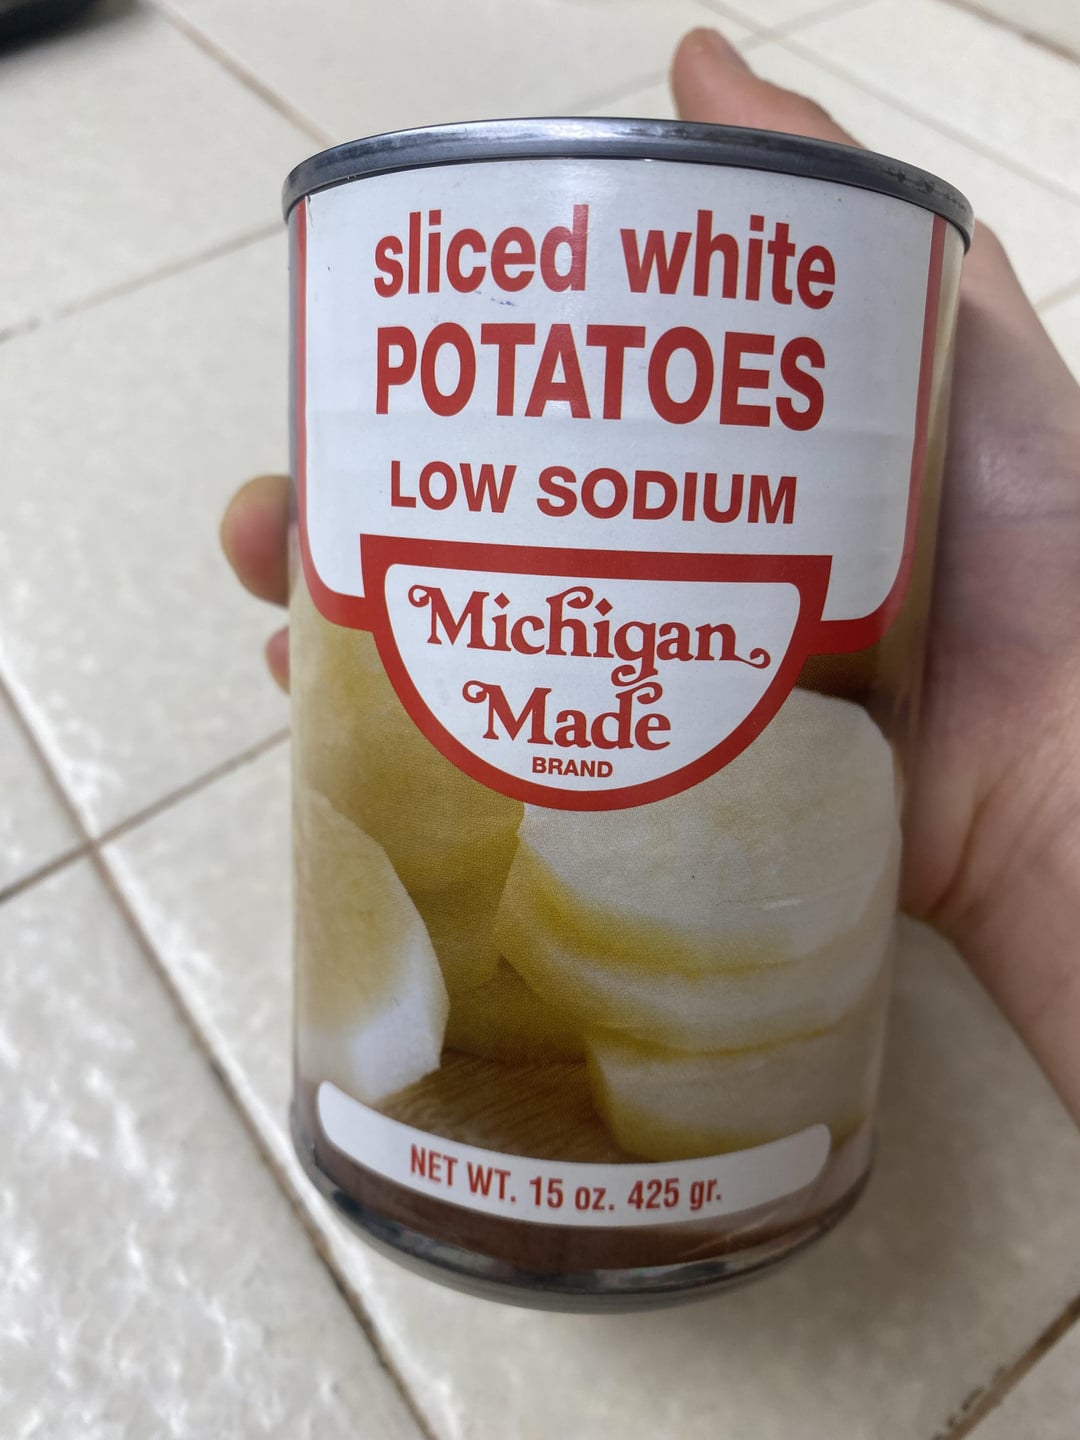 sliced white
POTATOES
LOW SODIUM
Michigan
Made
BRAND
NET WT. 15 oz. 425 gr.